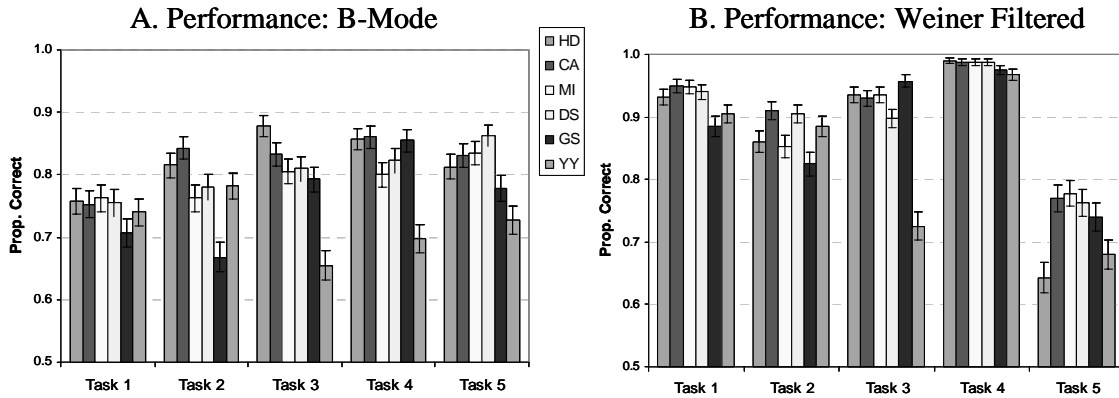 A. Performance: B-Mode
1.0
0.9
0.8
0.7
0.6
0.5
Prop. Correct
Task 1 Task 2 Task 3 Task 4 Task 5
HD
CA
MI
DS
GS
YY
B. Performance: Weiner Filtered
1.0
0.9
0.8
0.7
0.6
0.5
Prop. Correct
Task 1 Task 2 Task 3 Task 4 Task 5